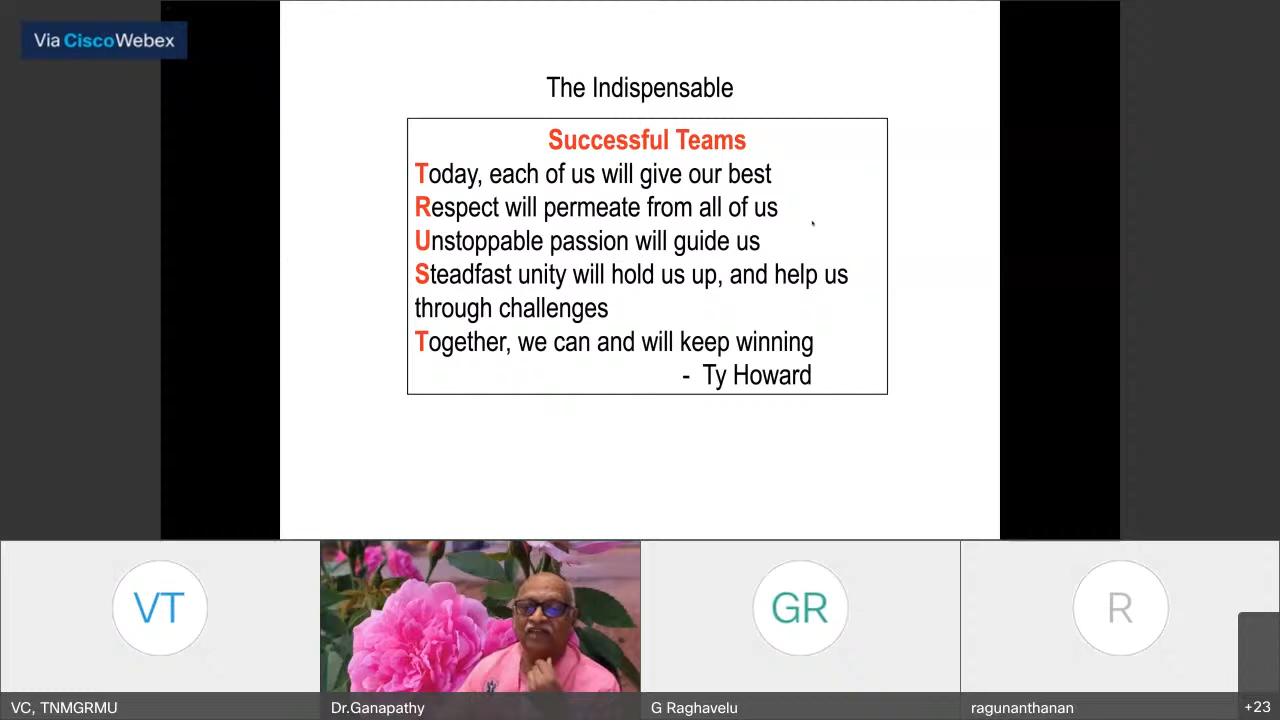 Via CiscoWebex
The Indispensable
Successful Teams
Today, each of us will give our best
Respect will permeate from all of us
Unstoppable passion will guide us
Steadfast unity will hold us up, and help us
through challenges
Together, we can and will keep winning
- Ty Howard
VT
GR
R
VC, TNMGRMU
Dr.Ganapathy
G Raghavelu
ragunanthanan
+23